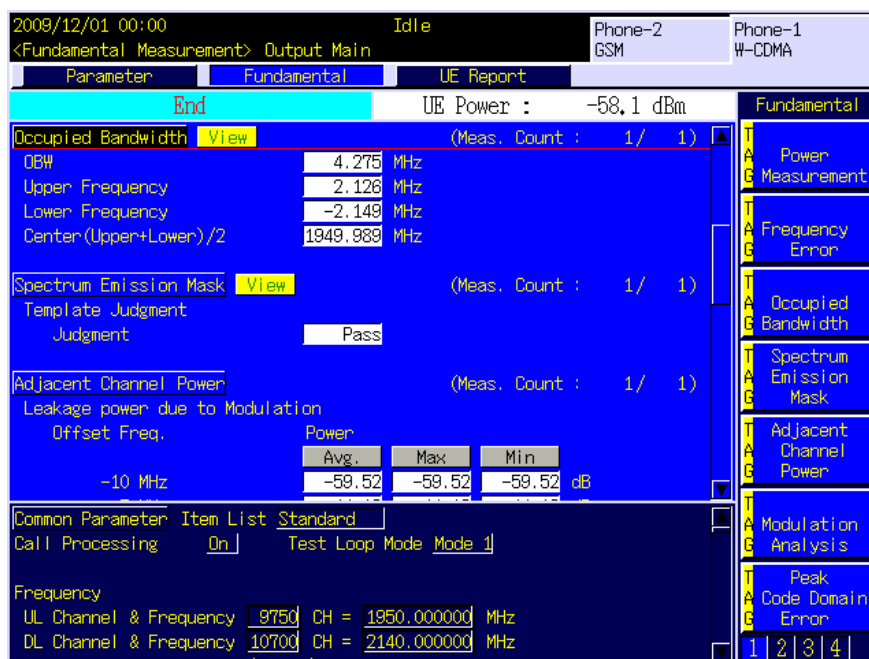 2009/12/01 00:00 Idle
<Fundamental Measurement> Output Main
Phone-2
GSM
Phone-1
W-CDMA
Parameter Fundamental UE Report
End UE Power : -58.1 dBm
Occupied Bandwidth View (Meas. Count : 1/ 1)
OBW 4.275 MHz
Upper Frequency 2.126 MHz
Lower Frequency -2.149 MHz
Center(Upper+Lower)/2 1949.989 MHz
Spectrum Emission Mask View (Meas. Count : 1/ 1)
Template Judgment
Judgment Pass
Adjacent Channel Power (Meas. Count : 1/ 1)
Leakage power due to Modulation
Offset Freq. Power
Avg. Max Min
-10 MHz -59.52 -59.52 -59.52 dB
Common Parameter Item List Standard
Call Processing On Test Loop Mode Mode 1
Frequency
UL Channel & Frequency 9750 CH = 1950.000000 MHz
DL Channel & Frequency 10700 CH = 2140.000000 MHz
Fundamental
TAG Power Measurement
TAG Frequency Error
TAG Occupied Bandwidth
TAG Spectrum Emission Mask
TAG Adjacent Channel Power
TAG Modulation Analysis
TAG Peak Code Domain Error
1 2 3 4